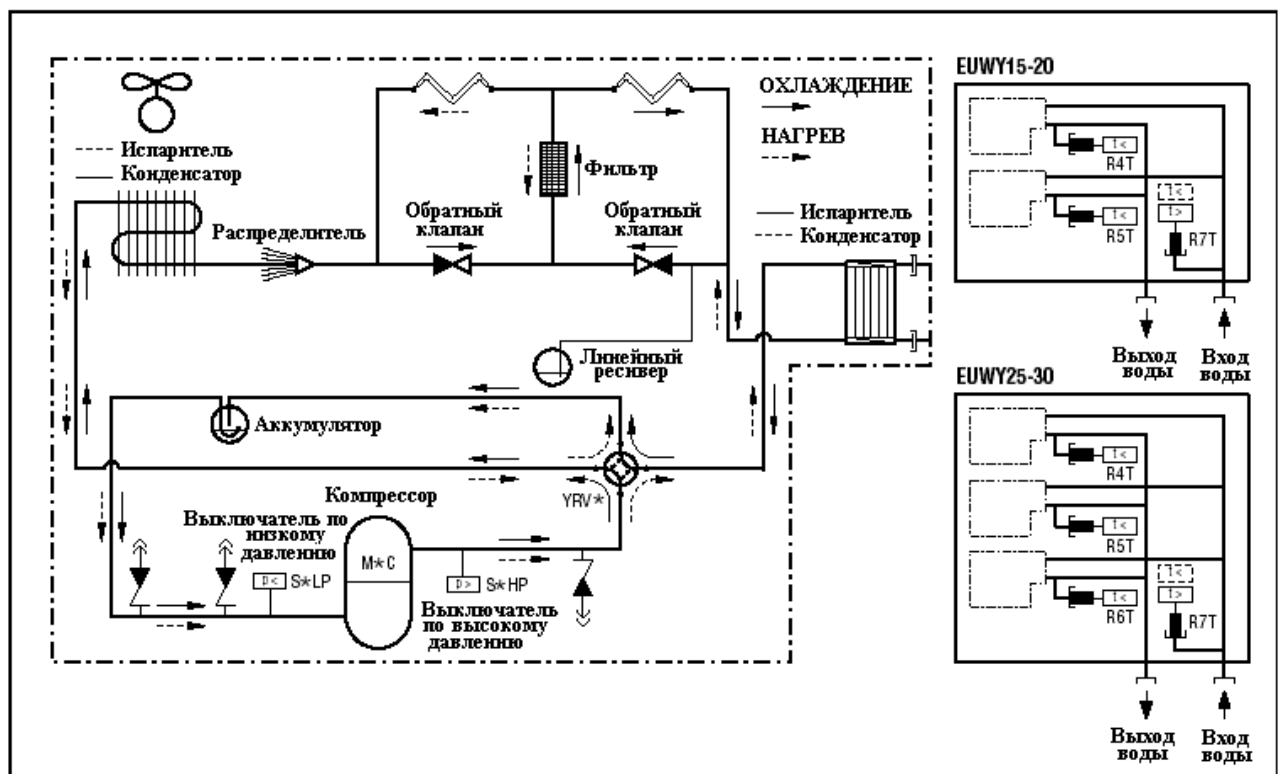 EUWY15-20
ОХЛАЖДЕНИЕ
НАГРЕВ
Испаритель
Конденсатор
Фильтр
Обратный
клапан
Обратный
клапан
Распределитель
Испаритель
Конденсатор
t<
R4T
t<
R5T
t<
t>
R7T
Выход
воды
Вход
воды
Линейный
ресивер
Аккумулятор
YRV*
Компрессор
Выключатель по
низкому
давлению
M*C
P<
S*LP
P>
S*HP
Выключатель
по высокому
давлению
EUWY25-30
t<
R4T
t<
R5T
t<
R6T
t<
t>
R7T
Выход
воды
Вход
воды